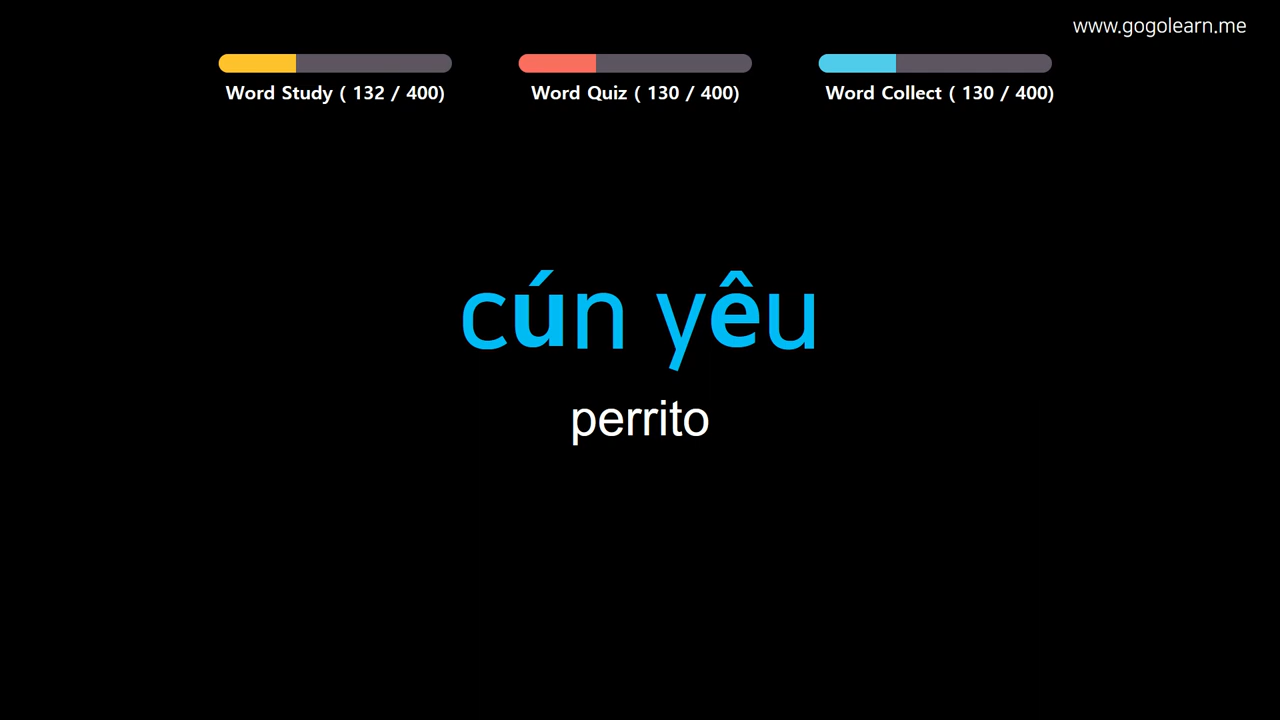 www.gogolearn.me
Word Study ( 132 / 400)
Word Quiz ( 130 / 400)
Word Collect ( 130 / 400)
cún yêu
perrito